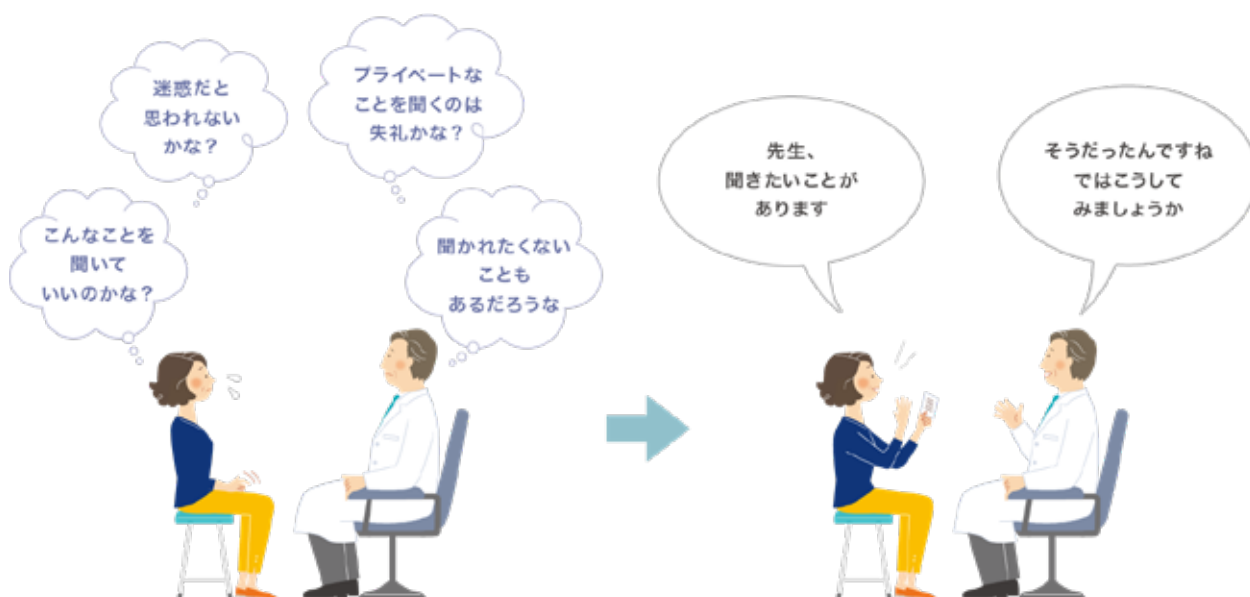 迷惑だと
思われない
かな？
プライベートな
ことを聞くのは
失礼かな？
こんなことを
聞いて
いいのかな？
聞かれたくない
ことも
あるだろうな
先生、
聞きたいことが
あります
そうだったんですね
ではこうして
みましょうか